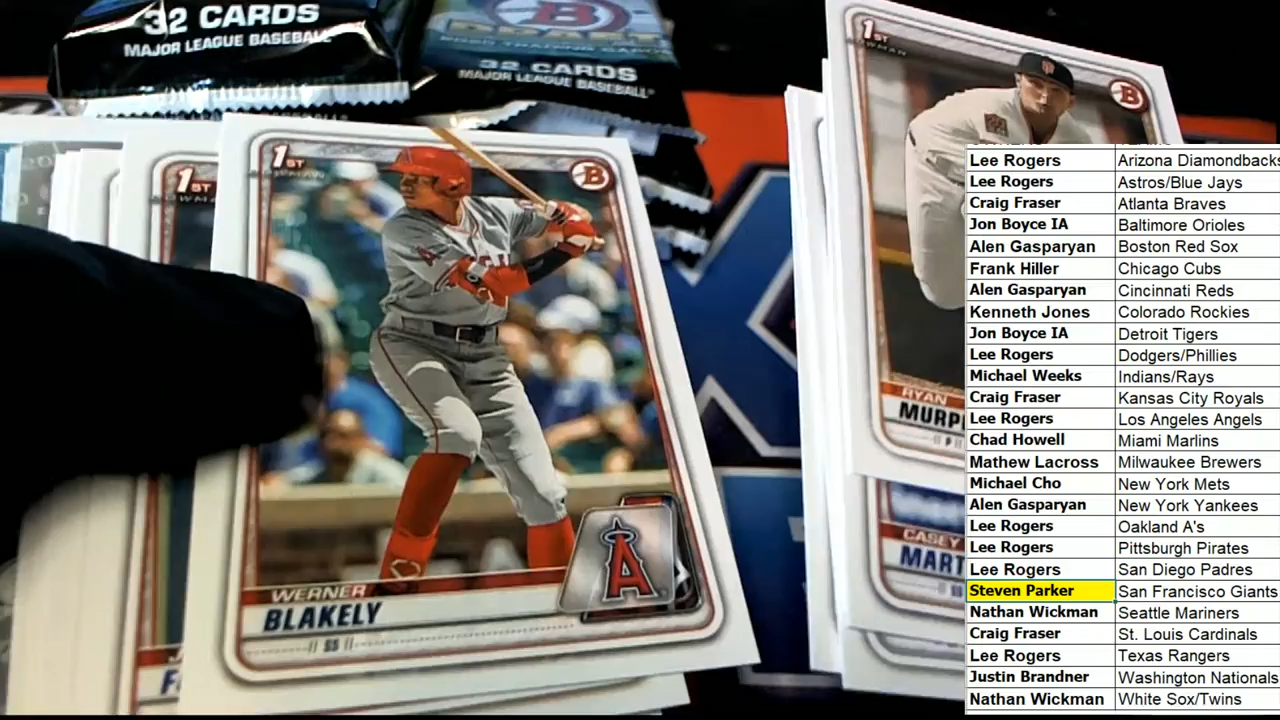 32 CARDS
MAJOR LEAGUE BASEBALL
B
DRAFT
2020 TRADING CARDS
32 CARDS
MAJOR LEAGUE BASEBALL
1ST
1ST
BOWMAN
B
WERNER
BLAKELY
SS
A
1ST
BOWMAN
B
RYAN
MURP
P
CASEY
MART
Lee Rogers Arizona Diamondbacks
Lee Rogers Astros/Blue Jays
Craig Fraser Atlanta Braves
Jon Boyce IA Baltimore Orioles
Alen Gasparyan Boston Red Sox
Frank Hiller Chicago Cubs
Alen Gasparyan Cincinnati Reds
Kenneth Jones Colorado Rockies
Jon Boyce IA Detroit Tigers
Lee Rogers Dodgers/Phillies
Michael Weeks Indians/Rays
Craig Fraser Kansas City Royals
Lee Rogers Los Angeles Angels
Chad Howell Miami Marlins
Mathew Lacross Milwaukee Brewers
Michael Cho New York Mets
Alen Gasparyan New York Yankees
Lee Rogers Oakland A's
Lee Rogers Pittsburgh Pirates
Lee Rogers San Diego Padres
Steven Parker San Francisco Giants
Nathan Wickman Seattle Mariners
Craig Fraser St. Louis Cardinals
Lee Rogers Texas Rangers
Justin Brandner Washington Nationals
Nathan Wickman White Sox/Twins